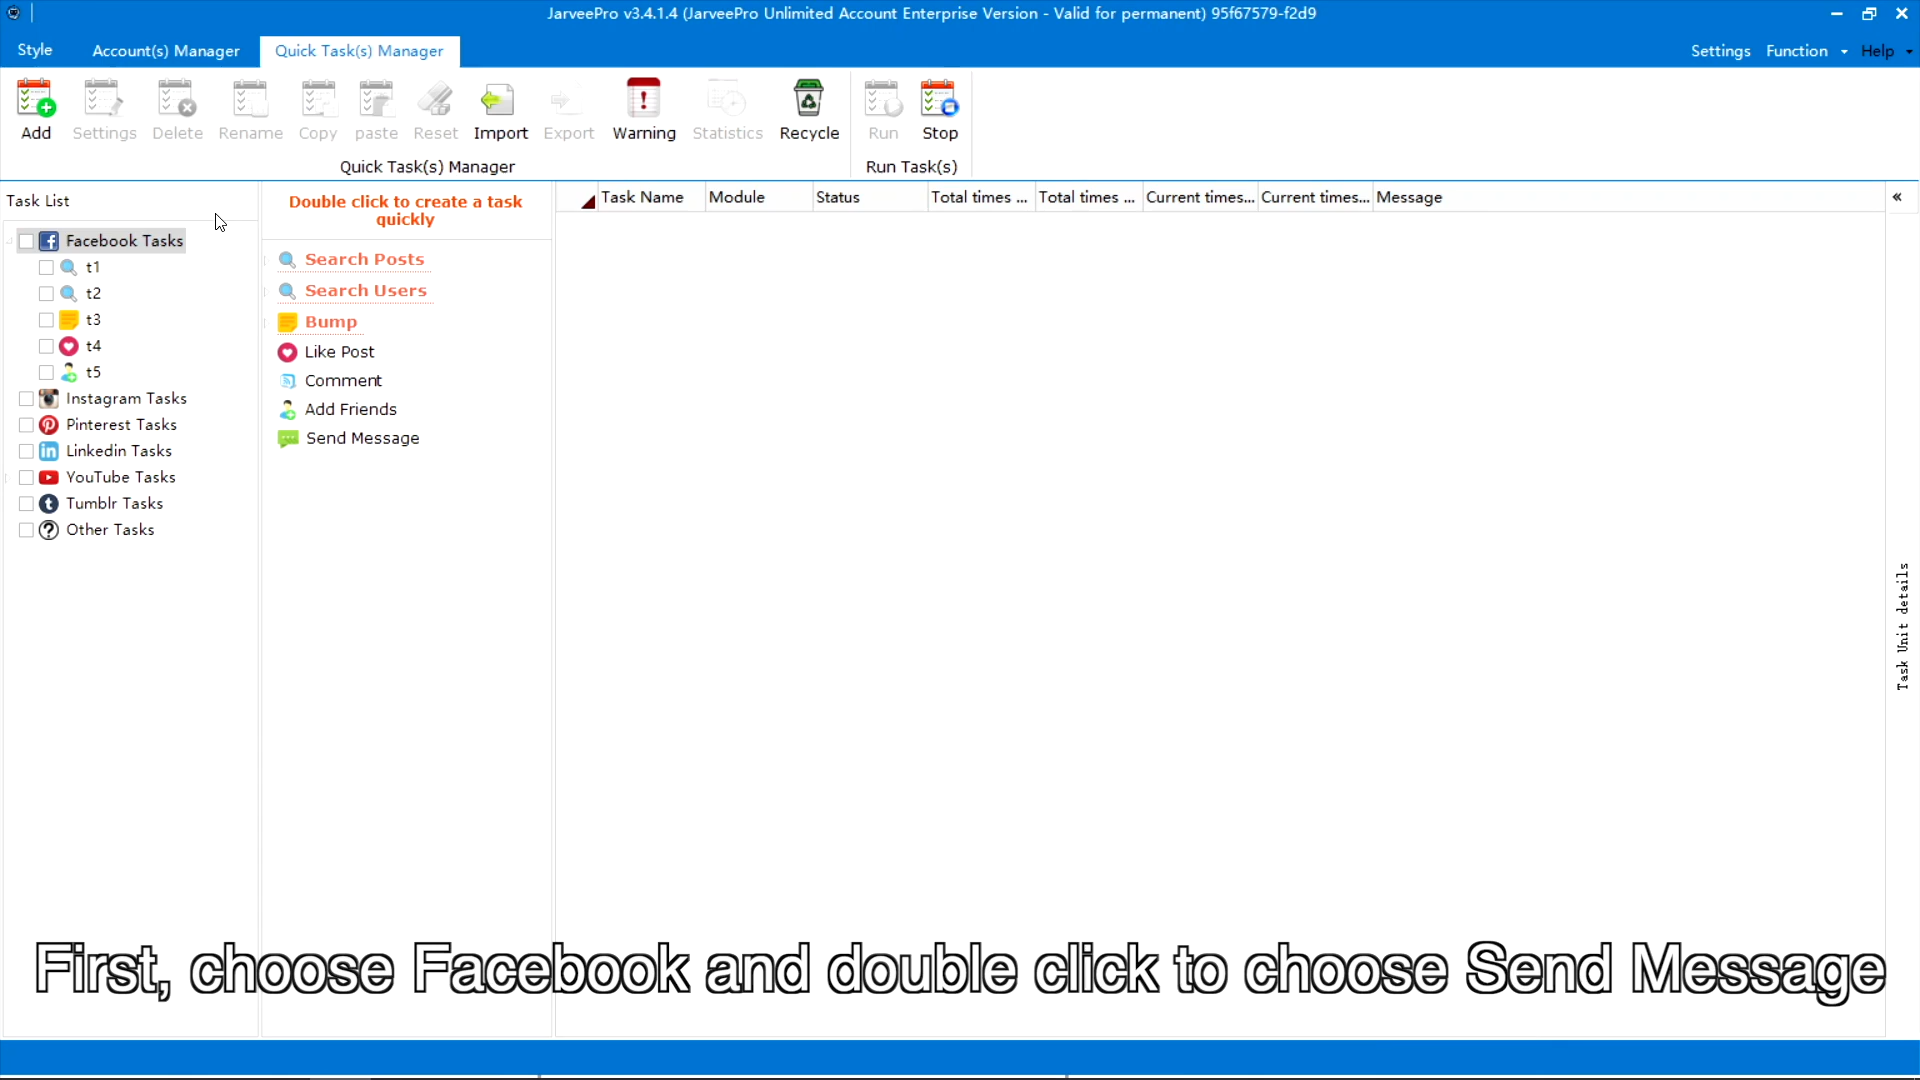 JarveePro v3.4.1.4 (JarveePro Unlimited Account Enterprise Version - Valid for permanent) 95f67579-f2d9
Style
Account(s) Manager
Quick Task(s) Manager
Settings
Function
Help
Add
Settings
Delete
Rename
Copy
paste
Reset
Import
Export
Warning
Statistics
Recycle
Run
Stop
Quick Task(s) Manager
Run Task(s)
Task List
Facebook Tasks
t1
t2
t3
t4
t5
Instagram Tasks
Pinterest Tasks
Linkedin Tasks
YouTube Tasks
Tumblr Tasks
Other Tasks
Double click to create a task
quickly
Search Posts
Search Users
Bump
Like Post
Comment
Add Friends
Send Message
Task Name
Module
Status
Total times ...
Total times ...
Current times...
Current times...
Message
«
Task Unit details
First, choose Facebook and double click to choose Send Message